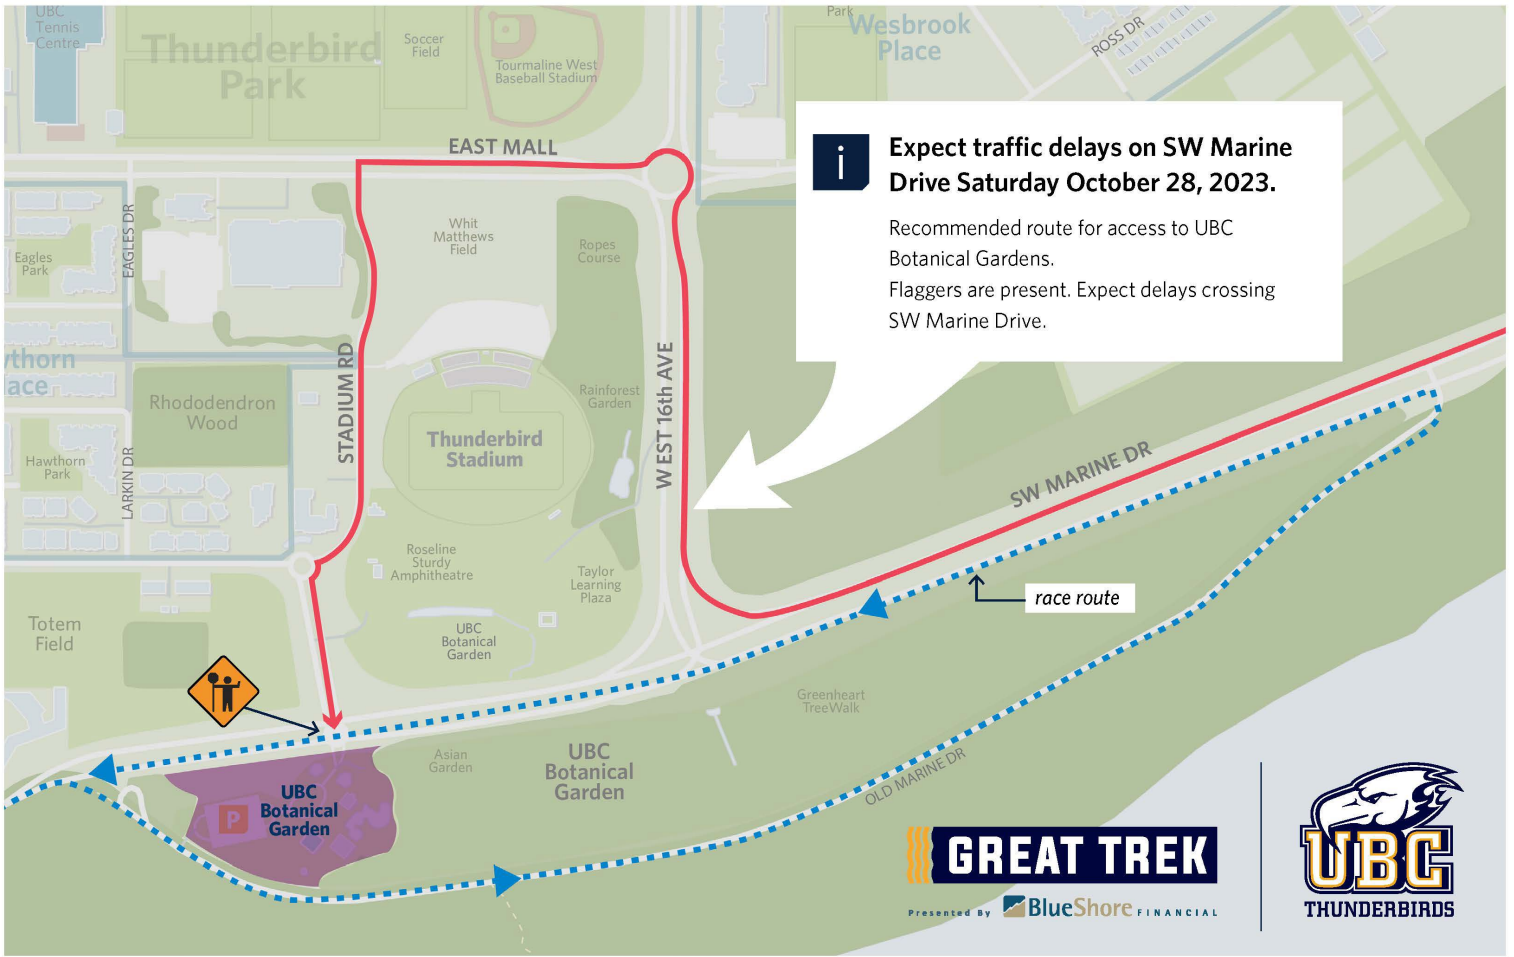 UBC
Tennis
Centre
Thunderbird
Park
Soccer
Field
Tourmaline West
Baseball Stadium
Park
Wesbrook
Place
ROSS DR
EAST MALL
i
Expect traffic delays on SW Marine
Drive Saturday October 28, 2023.
Recommended route for access to UBC
Botanical Gardens.
Flaggers are present. Expect delays crossing
SW Marine Drive.
EAGLES DR
Eagles
Park
Whit
Matthews
Field
Ropes
Course
STADIUM RD
WEST 16th AVE
ythorn
ace
Rhododendron
Wood
Rainforest
Garden
Thunderbird
Stadium
Hawthorn
Park
LARKIN DR
SW MARINE DR
Roseline
Sturdy
Amphitheatre
Taylor
Learning
Plaza
race route
Totem
Field
UBC
Botanical
Garden
Greenheart
TreeWalk
Asian
Garden
UBC
Botanical
Garden
OLD MARINE DR
P
UBC
Botanical
Garden
GREAT TREK
Presented By BlueShore FINANCIAL
UBC
THUNDERBIRDS